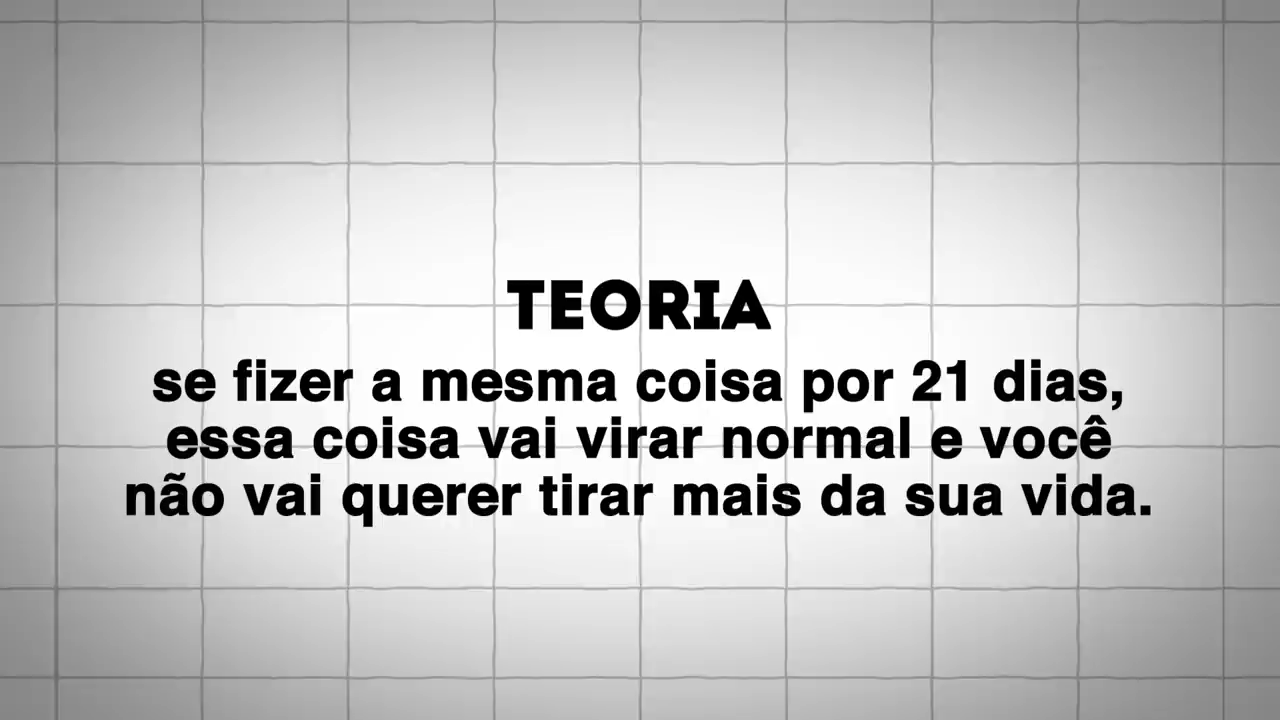 TEORIA
se fizer a mesma coisa por 21 dias,
essa coisa vai virar normal e você
não vai querer tirar mais da sua vida.